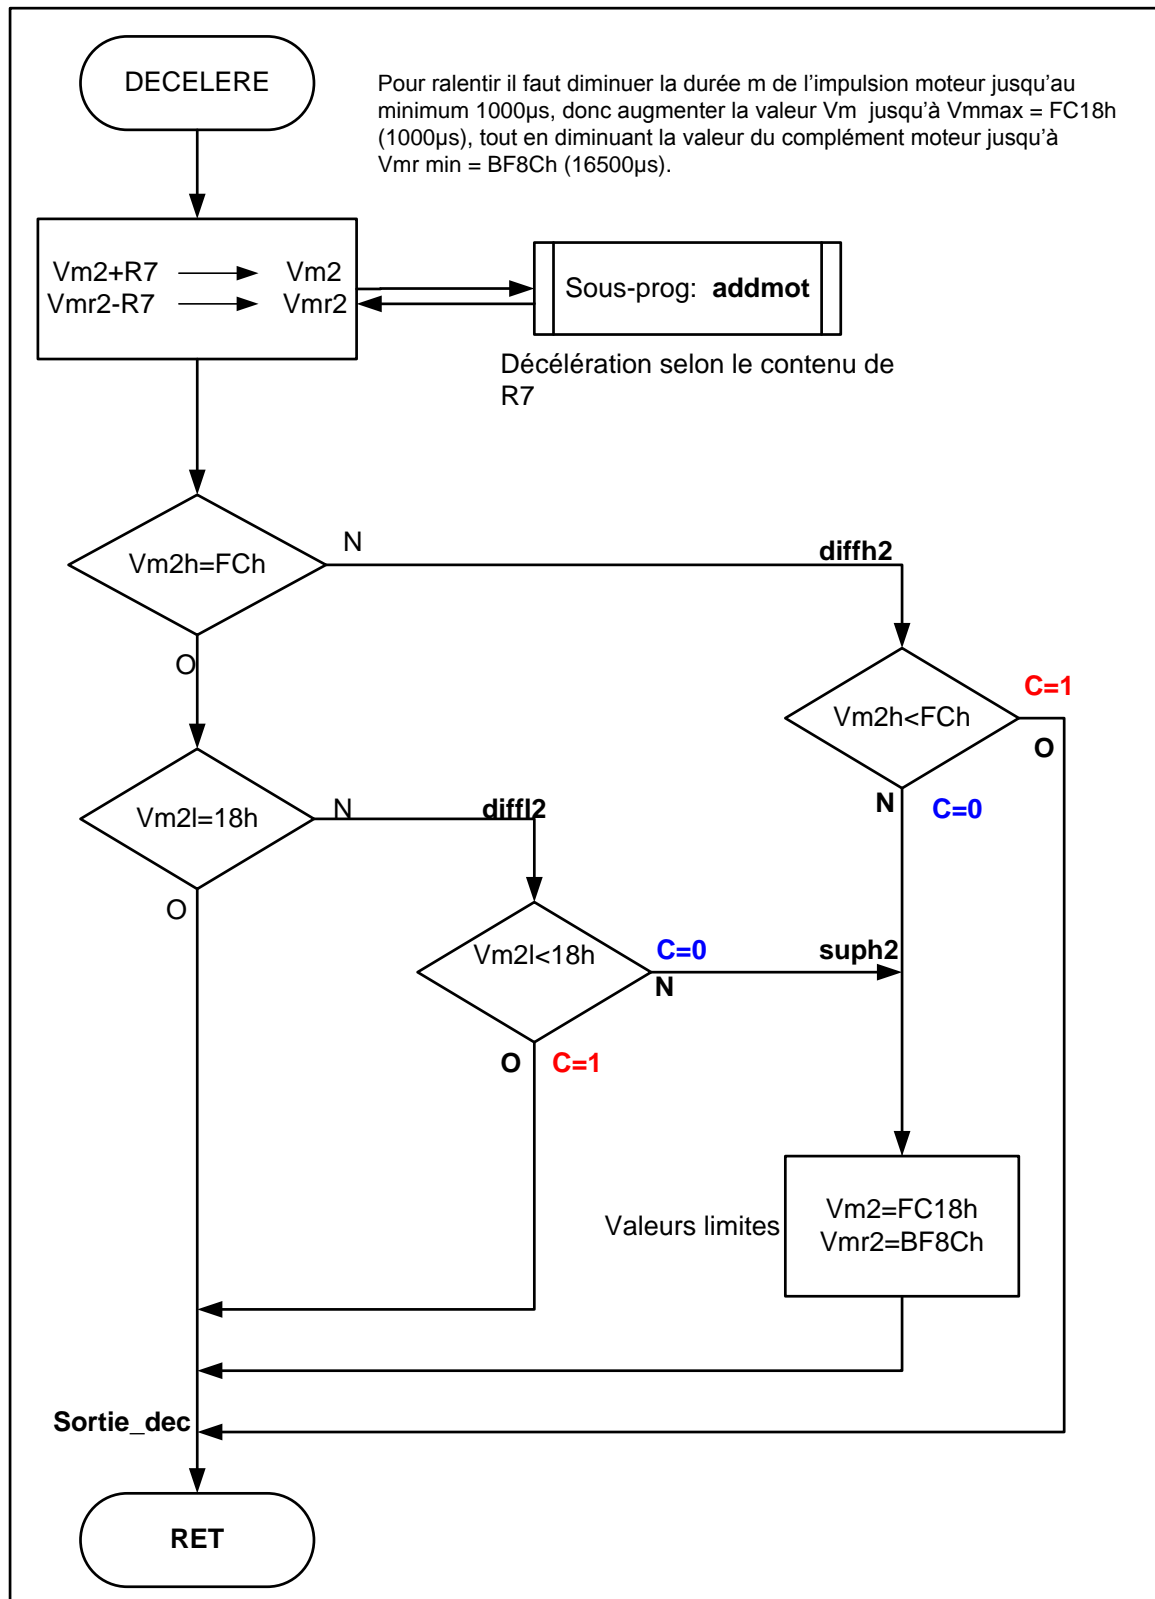 DECELERE
Pour ralentir il faut diminuer la durée m de l'impulsion moteur jusqu'au
minimum 1000µs, donc augmenter la valeur Vm jusqu'à Vmmax = FC18h
(1000µs), tout en diminuant la valeur du complément moteur jusqu'à
Vmr min = BF8Ch (16500µs).
Vm2+R7 Vm2
Vmr2-R7 Vmr2
Sous-prog: addmot
Décélération selon le contenu de
R7
Vm2h=FCh
N
diffh2
O
Vm2h<FCh
C=1
O
N
C=0
Vm2l=18h
N
diffl2
O
Vm2l<18h
C=0
N
suph2
O
C=1
Valeurs limites
Vm2=FC18h
Vmr2=BF8Ch
Sortie_dec
RET